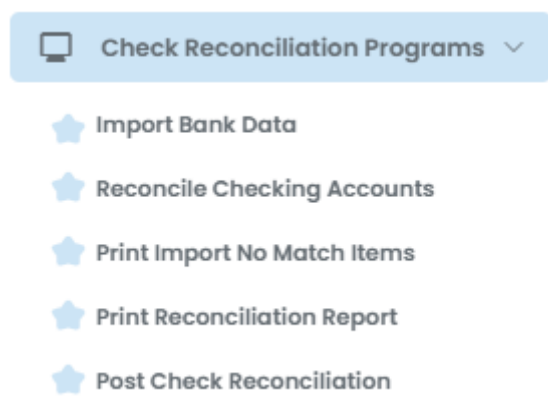 Check Reconciliation Programs
Import Bank Data
Reconcile Checking Accounts
Print Import No Match Items
Print Reconciliation Report
Post Check Reconciliation